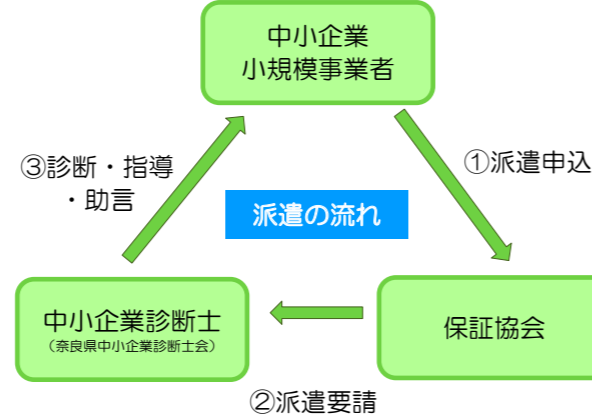 中小企業
小規模事業者
①派遣申込
③診断・指導
・助言
派遣の流れ
中小企業診断士
（奈良県中小企業診断士会）
保証協会
②派遣要請